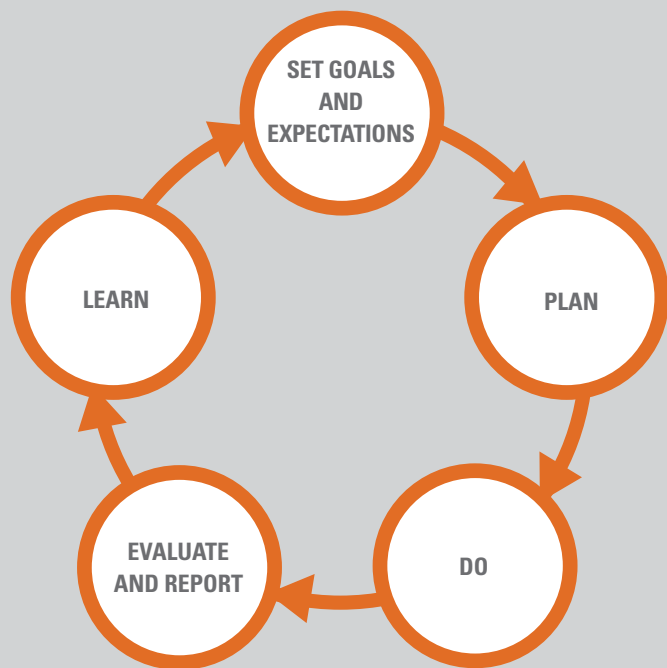 SET GOALS
AND
EXPECTATIONS
PLAN
DO
EVALUATE
AND REPORT
LEARN